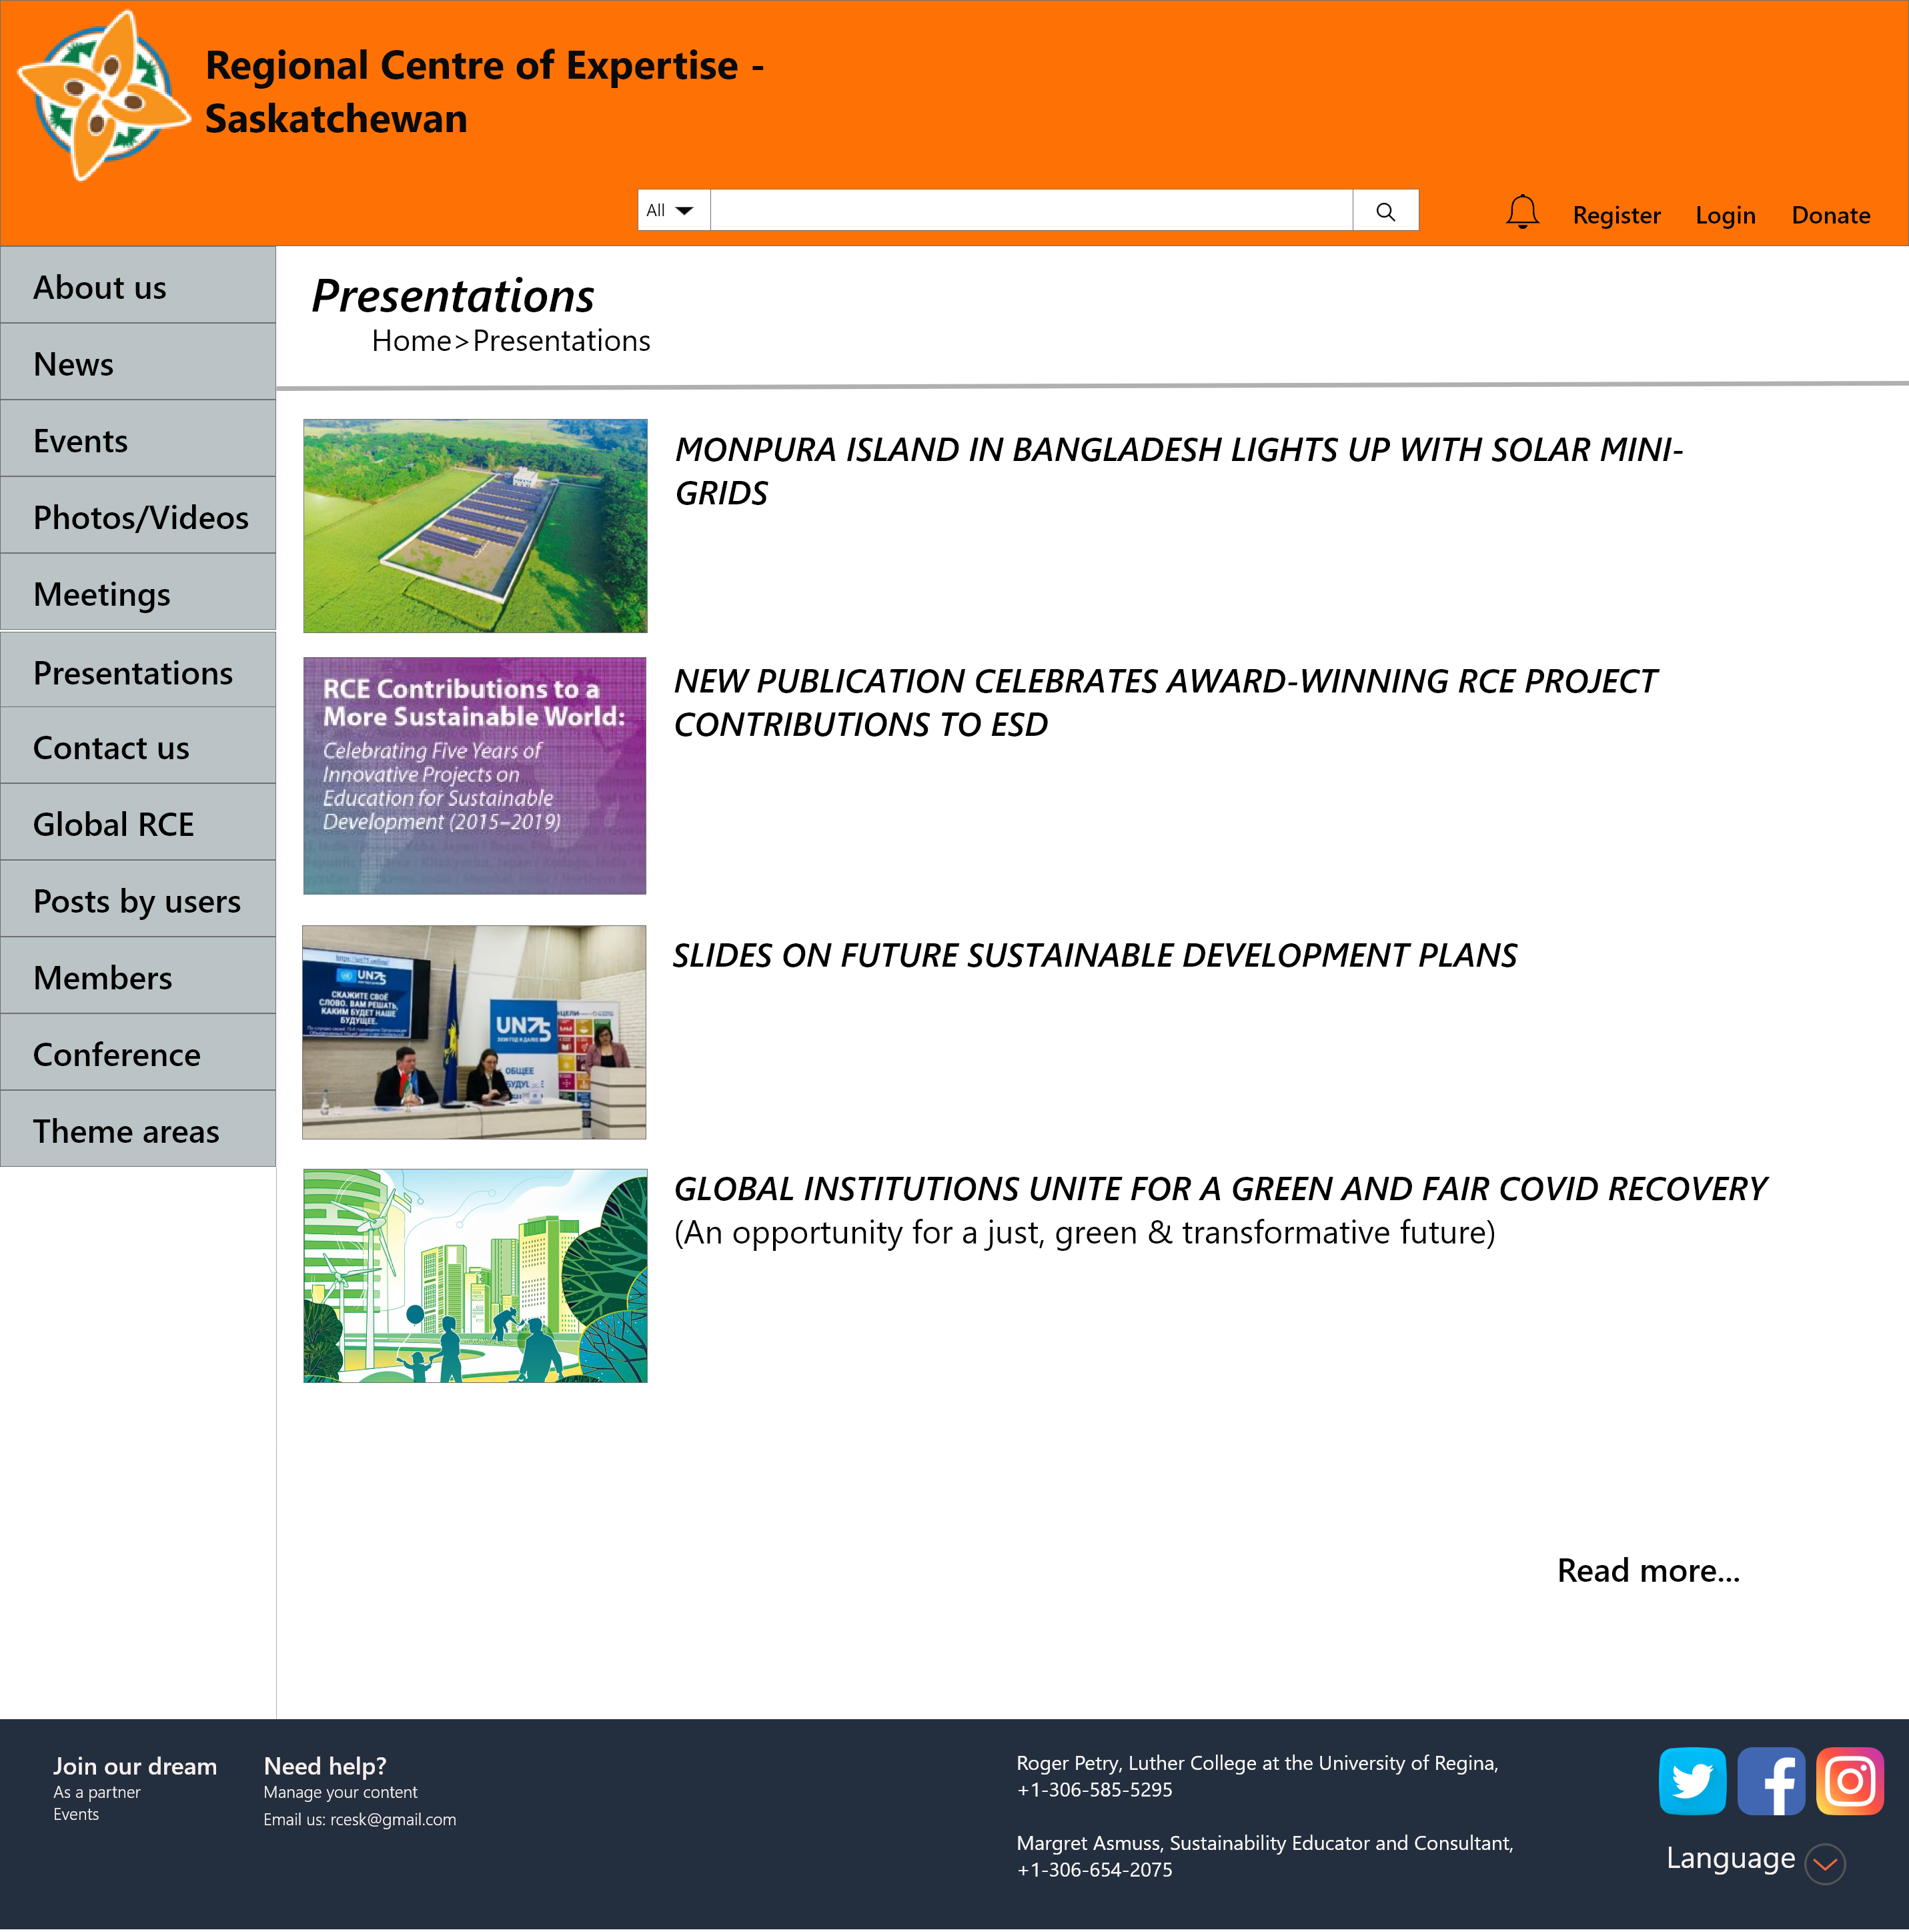 Regional Centre of Expertise -
Saskatchewan
All
Register
Login
Donate
About us
News
Events
Photos/Videos
Meetings
Presentations
Contact us
Global RCE
Posts by users
Members
Conference
Theme areas
Presentations
Home>Presentations
MONPURA ISLAND IN BANGLADESH LIGHTS UP WITH SOLAR MINI-
GRIDS
RCE Contributions to a
More Sustainable World:
Celebrating Five Years of
Innovative Projects on
Education for Sustainable
Development (2015–2019)
NEW PUBLICATION CELEBRATES AWARD-WINNING RCE PROJECT
CONTRIBUTIONS TO ESD
UN75
СКАЖИТЕ СВОЁ
СЛОВО. ВАМ РЕШАТЬ,
КАКИМ БУДЕТ НАШЕ
БУДУЩЕЕ.
UN75
2020 ГОД И ДАЛЕЕ
ОБЩЕЕ
SLIDES ON FUTURE SUSTAINABLE DEVELOPMENT PLANS
GLOBAL INSTITUTIONS UNITE FOR A GREEN AND FAIR COVID RECOVERY
(An opportunity for a just, green & transformative future)
Read more...
Join our dream
As a partner
Events
Need help?
Manage your content
Email us: rcesk@gmail.com
Roger Petry, Luther College at the University of Regina,
+1-306-585-5295
Margret Asmuss, Sustainability Educator and Consultant,
+1-306-654-2075
Language